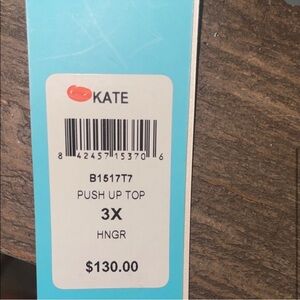 KATE
8 42457 15370 6
B1517T7
PUSH UP TOP
3X
HNGR
$130.00